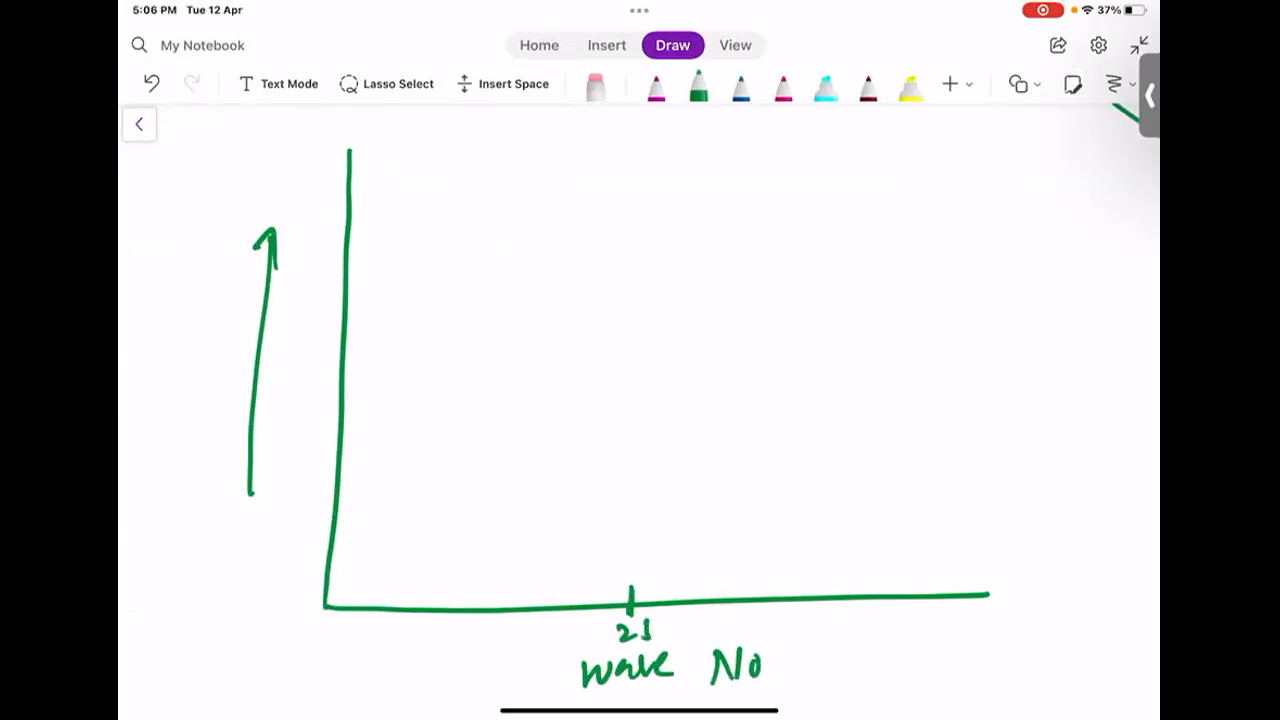 5:06 PM Tue 12 Apr
37%
My Notebook
Home Insert Draw View
Text Mode Lasso Select Insert Space
21
Wave No